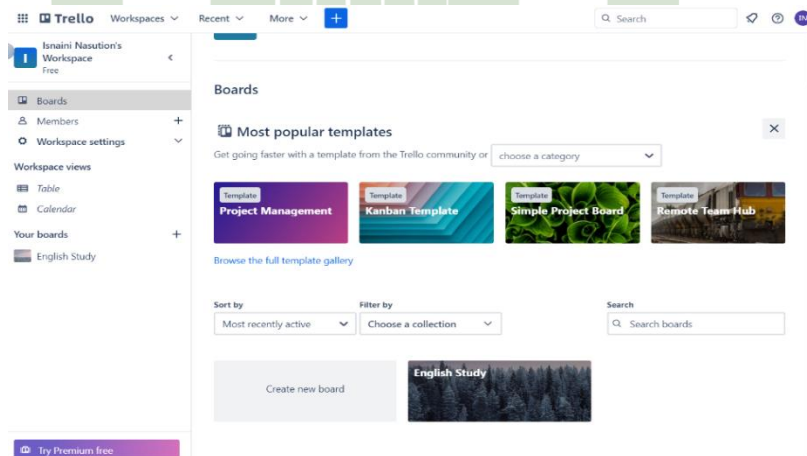 Trello Workspaces Recent More + Search IN
Isnaini Nasution's
Workspace
I
Free
Boards
Members +
Workspace settings
Workspace views
Table
Calendar
Your boards +
English Study
Try Premium free
Boards
Most popular templates
Get going faster with a template from the Trello community or choose a category
Template Template Template Template
Project Management Kanban Template Simple Project Board Remote Team Hub
Browse the full template gallery
Sort by Filter by Search
Most recently active Choose a collection Search boards
Create new board English Study